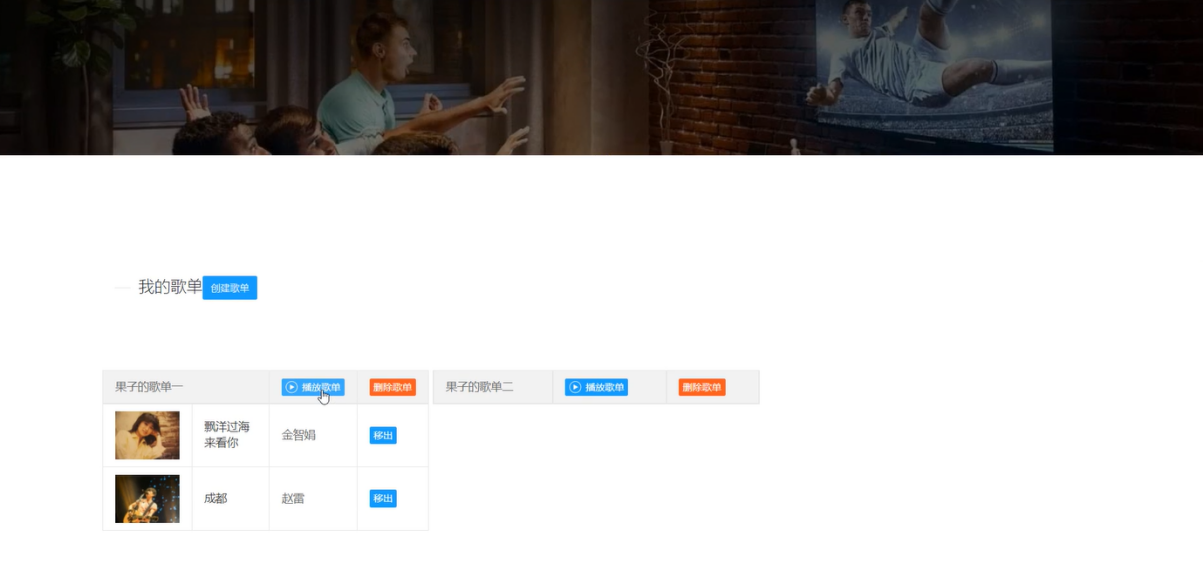 我的歌单 创建歌单
果子的歌单一 播放歌单 删除歌单 果子的歌单二 播放歌单 删除歌单
飘洋过海
来看你
金智娟 移出
成都 赵雷 移出